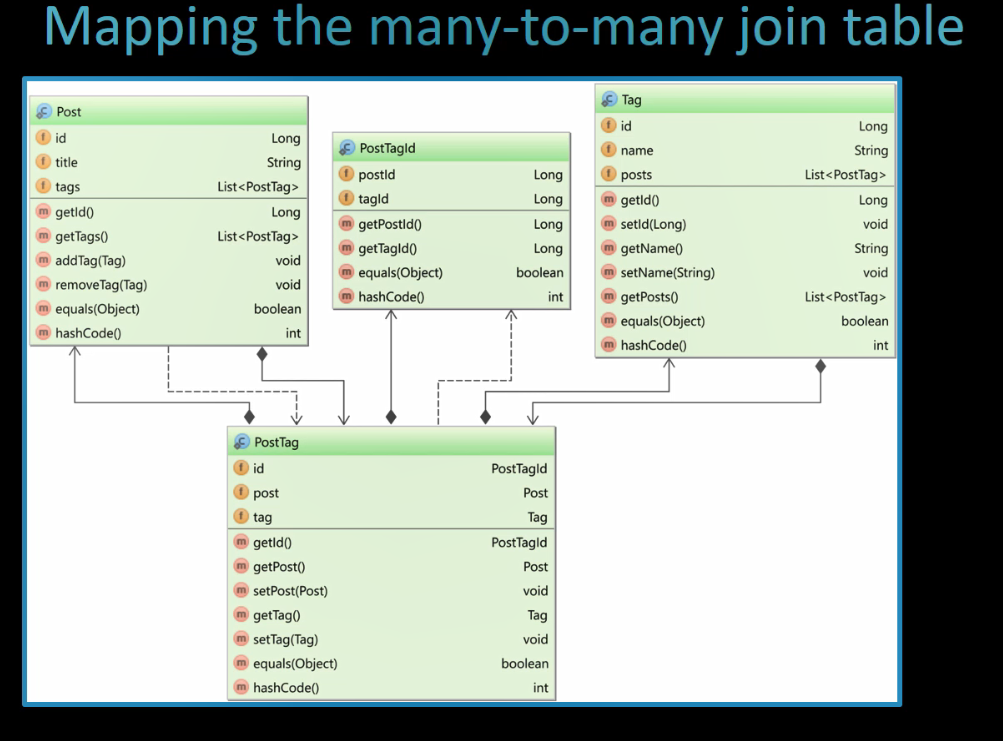 Mapping the many-to-many join table
Post
id Long
title String
tags List<PostTag>
getId() Long
getTags() List<PostTag>
addTag(Tag) void
removeTag(Tag) void
equals(Object) boolean
hashCode() int
PostTagId
postId Long
tagId Long
getPostId() Long
getTagId() Long
equals(Object) boolean
hashCode() int
Tag
id Long
name String
posts List<PostTag>
getId() Long
setId(Long) void
getName() String
setName(String) void
getPosts() List<PostTag>
equals(Object) boolean
hashCode() int
PostTag
id PostTagId
post Post
tag Tag
getId() PostTagId
getPost() Post
setPost(Post) void
getTag() Tag
setTag(Tag) void
equals(Object) boolean
hashCode() int